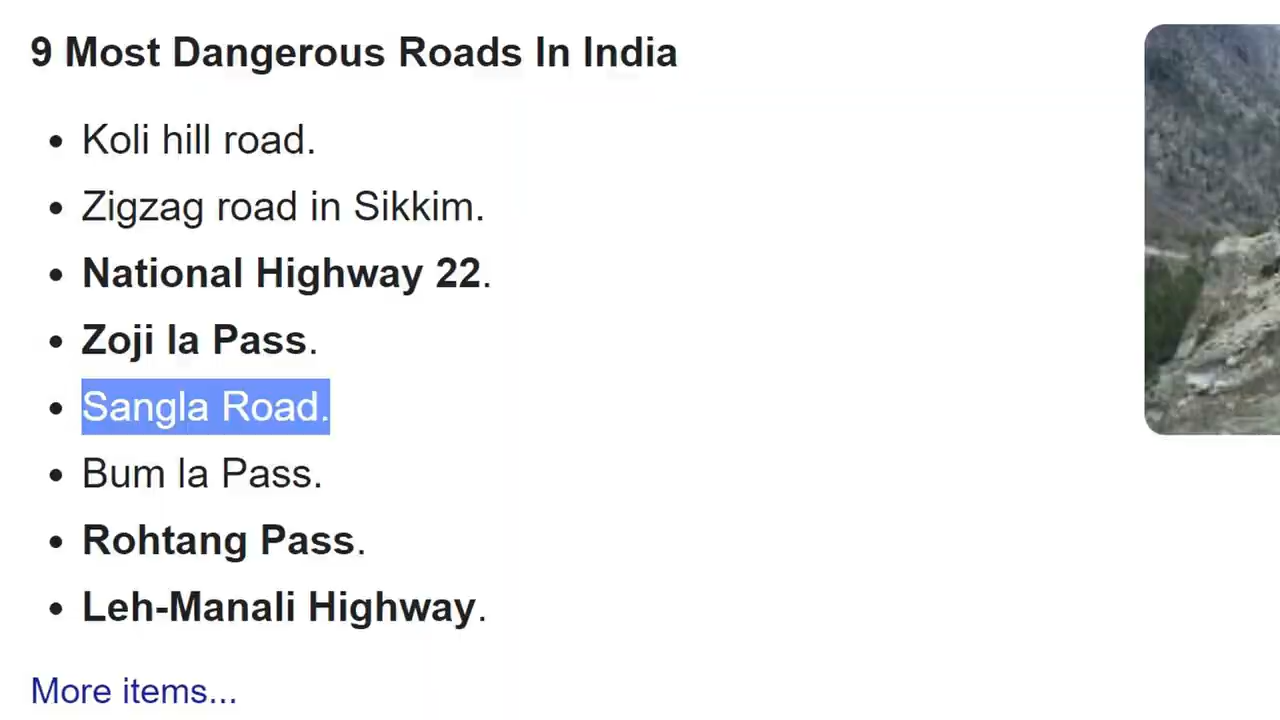 9 Most Dangerous Roads In India
• Koli hill road.
• Zigzag road in Sikkim.
• National Highway 22.
• Zoji la Pass.
• Sangla Road.
• Bum la Pass.
• Rohtang Pass.
• Leh-Manali Highway.
More items...